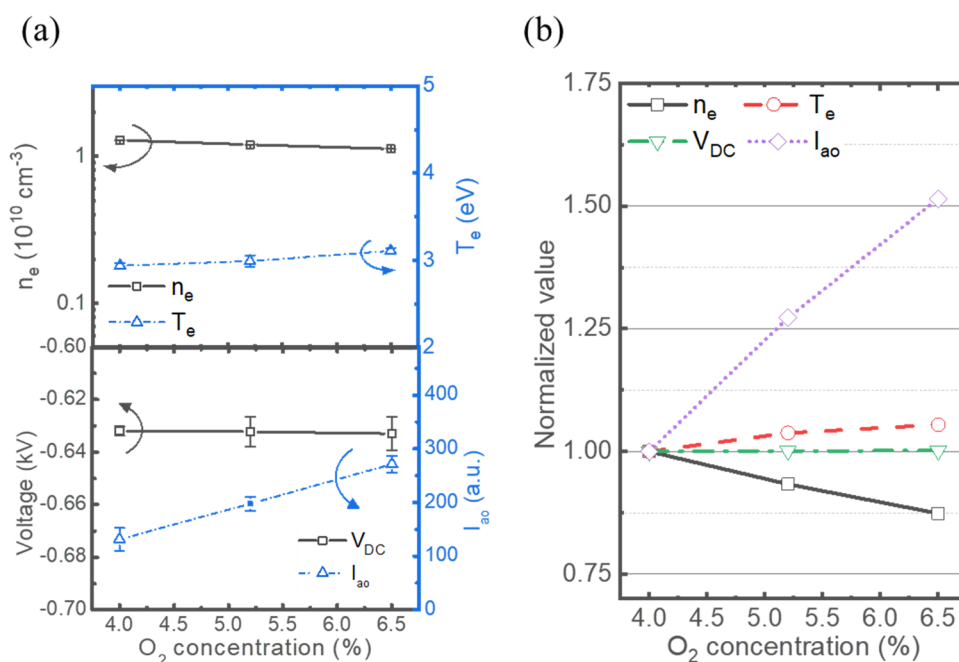 (a)
(b)
5
4
3
2
1
0.1
n_e (10^10 cm^-3)
T_e (eV)
n_e
T_e
-0.60
-0.62
-0.64
-0.66
-0.68
-0.70
Voltage (kV)
400
300
200
100
0
I_ao (a.u.)
V_DC
I_ao
4.0 4.5 5.0 5.5 6.0 6.5
O_2 concentration (%)
1.75
1.50
1.25
1.00
0.75
Normalized value
n_e T_e
V_DC I_ao
4.0 4.5 5.0 5.5 6.0 6.5
O_2 concentration (%)